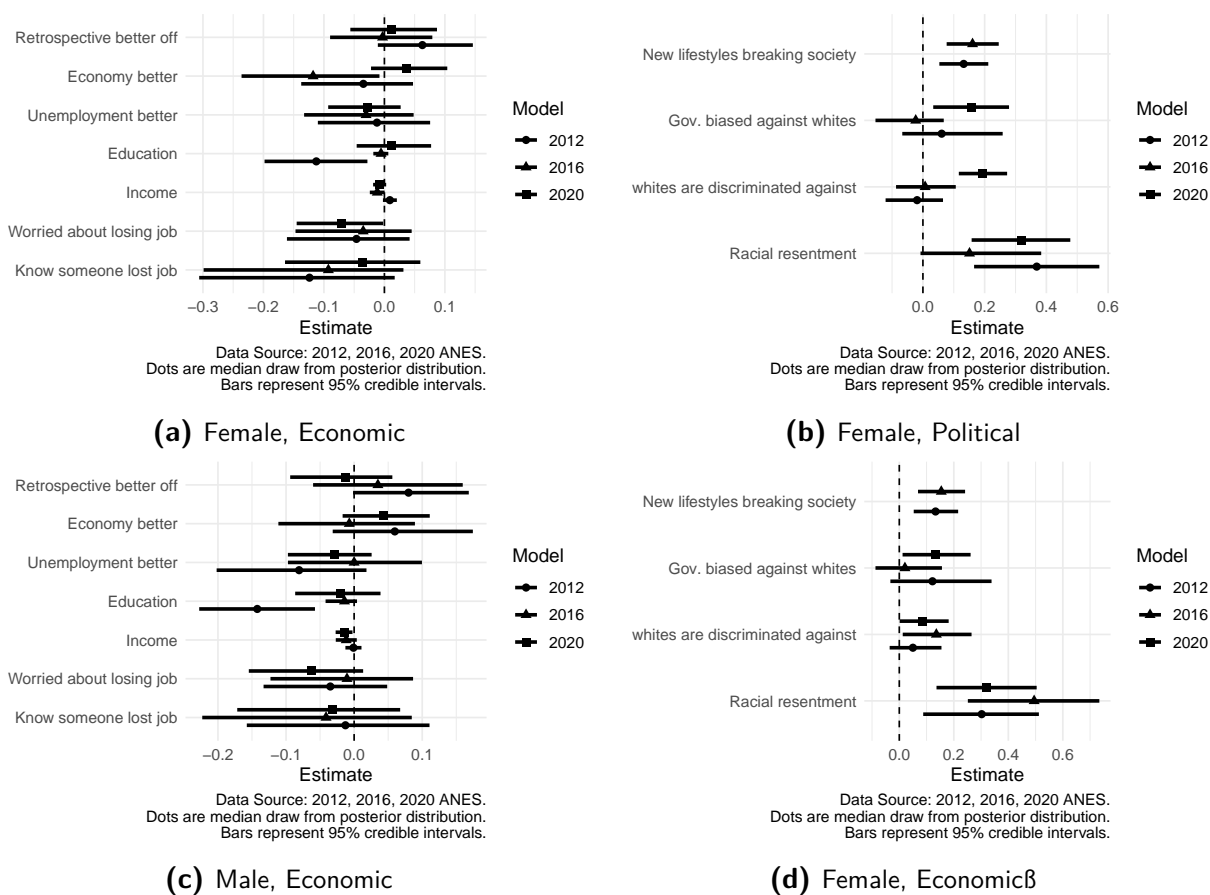 Retrospective better off
Economy better
Unemployment better
Education
Income
Worried about losing job
Know someone lost job
−0.3 −0.2 −0.1 0.0 0.1
Estimate
Model
2012
2016
2020
Data Source: 2012, 2016, 2020 ANES.
Dots are median draw from posterior distribution.
Bars represent 95% credible intervals.
(a) Female, Economic
New lifestyles breaking society
Gov. biased against whites
whites are discriminated against
Racial resentment
0.0 0.2 0.4 0.6
Estimate
Model
2012
2016
2020
Data Source: 2012, 2016, 2020 ANES.
Dots are median draw from posterior distribution.
Bars represent 95% credible intervals.
(b) Female, Political
Retrospective better off
Economy better
Unemployment better
Education
Income
Worried about losing job
Know someone lost job
−0.2 −0.1 0.0 0.1
Estimate
Model
2012
2016
2020
Data Source: 2012, 2016, 2020 ANES.
Dots are median draw from posterior distribution.
Bars represent 95% credible intervals.
(c) Male, Economic
New lifestyles breaking society
Gov. biased against whites
whites are discriminated against
Racial resentment
0.0 0.2 0.4 0.6
Estimate
Model
2012
2016
2020
Data Source: 2012, 2016, 2020 ANES.
Dots are median draw from posterior distribution.
Bars represent 95% credible intervals.
(d) Female, Economicß